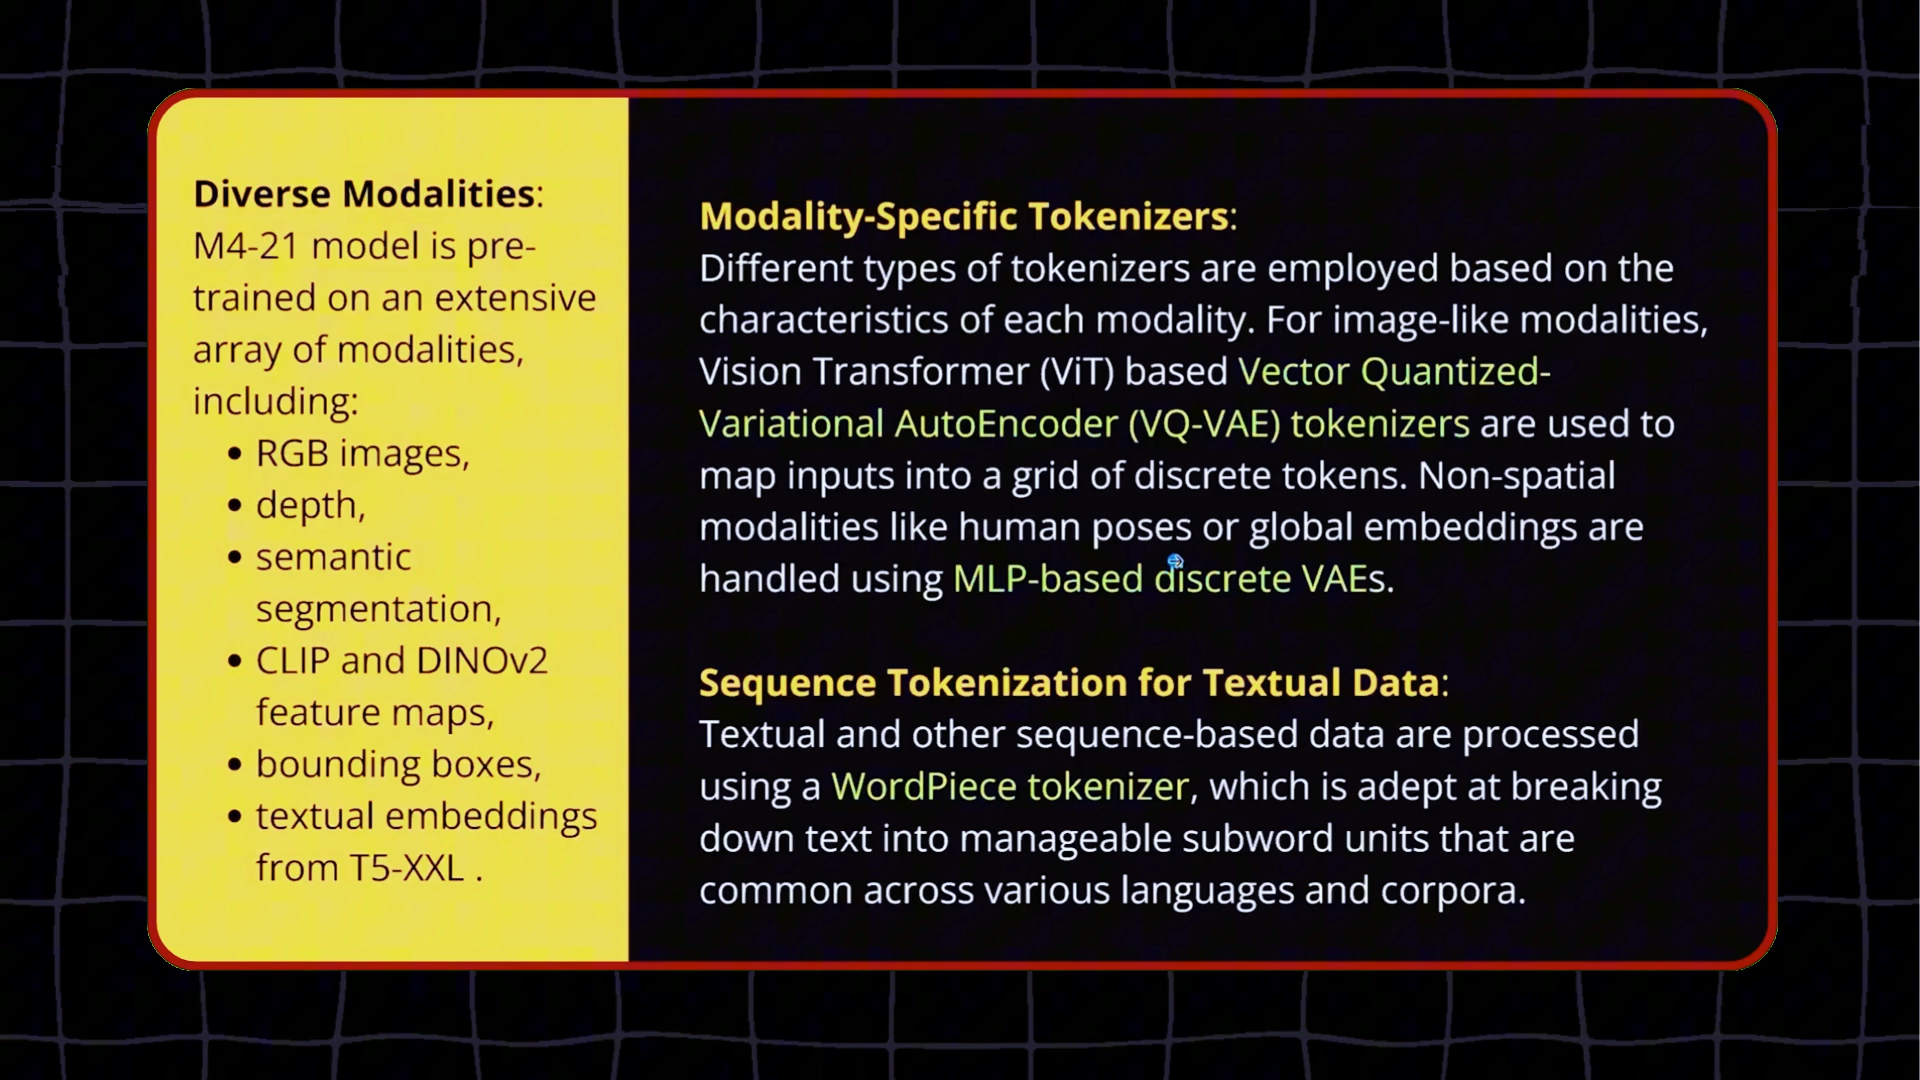 Diverse Modalities:
M4-21 model is pre-
trained on an extensive
array of modalities,
including:
• RGB images,
• depth,
• semantic
segmentation,
• CLIP and DINOv2
feature maps,
• bounding boxes,
• textual embeddings
from T5-XXL .
Modality-Specific Tokenizers:
Different types of tokenizers are employed based on the
characteristics of each modality. For image-like modalities,
Vision Transformer (ViT) based Vector Quantized-
Variational AutoEncoder (VQ-VAE) tokenizers are used to
map inputs into a grid of discrete tokens. Non-spatial
modalities like human poses or global embeddings are
handled using MLP-based discrete VAEs.
Sequence Tokenization for Textual Data:
Textual and other sequence-based data are processed
using a WordPiece tokenizer, which is adept at breaking
down text into manageable subword units that are
common across various languages and corpora.